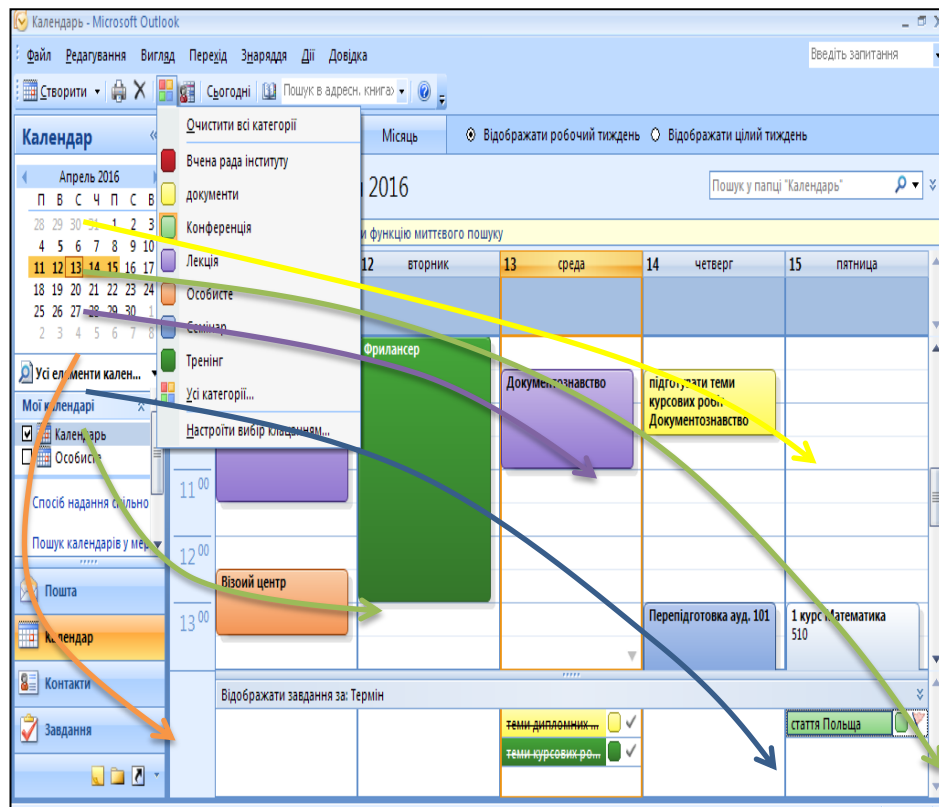 Календарь - Microsoft Outlook
Файл Редагування Вигляд Перехід Знаряддя Дії Довідка
Введіть запитання
Створити Сьогодні Пошук в адресн. книгах
Календар «
Очистити всі категорії
Вчена рада інституту
документи
Конференція
Лекція
Особисте
Семінар
Тренінг
Усі категорії...
Настроїти вибір клацанням...
Місяць Відображати робочий тиждень Відображати цілий тиждень
Апрель 2016
П В С Ч П С В
28 29 30 31 1 2 3
4 5 6 7 8 9 10
11 12 13 14 15 16 17
18 19 20 21 22 23 24
25 26 27 28 29 30 1
2 3 4 5 6 7 8
2016
Пошук у папці "Календарь"
функцію миттєвого пошуку
12 вторник 13 среда 14 четверг 15 пятница
Усі елементи кален...
Мої календарі
Календарь
Особисте
Спосіб надання спільно
Пошук календарів у мер
Пошта
Календар
Контакти
Завдання
Фрилансер
Документознавство
підготувати теми
курсових робіт
Документознавство
11 00
12 00
Візоий центр
13 00
Перепідготовка ауд. 101
1 курс Математика
510
Відображати завдання за: Термін
теми дипломних ...
теми курсових ро...
стаття Польща